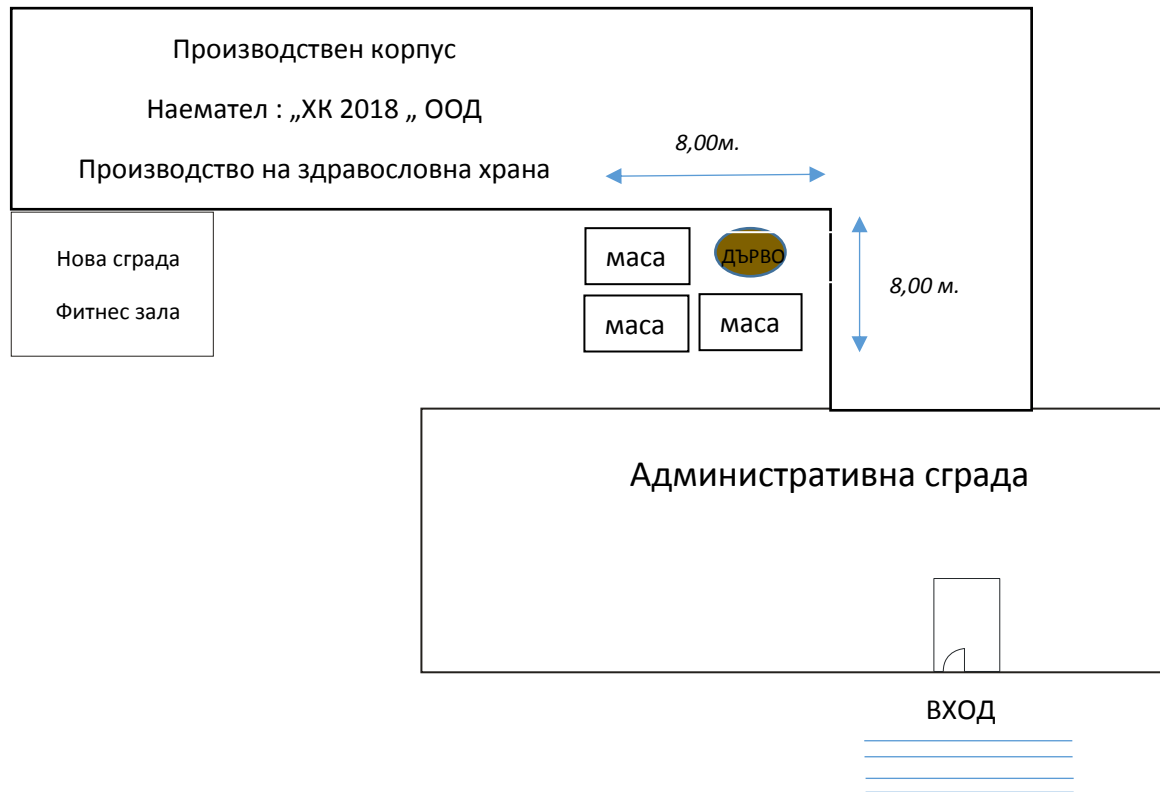 Производствен корпус
Наемател : „ХК 2018 „ ООД
Производство на здравословна храна
8,00м.
Нова сграда
Фитнес зала
маса
ДЪРВО
маса
маса
8,00 м.
Административна сграда
ВХОД